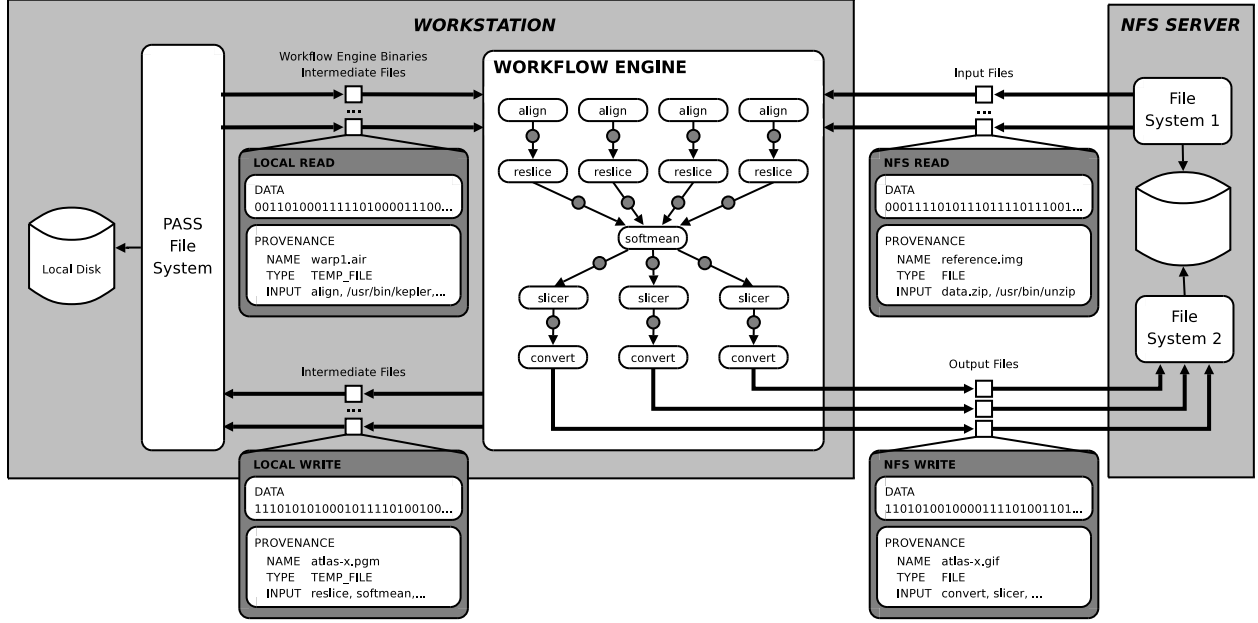 WORKSTATION
NFS SERVER
Workflow Engine Binaries
Intermediate Files
...
WORKFLOW ENGINE
Input Files
...
File
System 1
align align align align
reslice reslice reslice reslice
softmean
slicer slicer slicer
convert convert convert
LOCAL READ
DATA
0011010001111101000011100...
PROVENANCE
NAME warp1.air
TYPE TEMP_FILE
INPUT align, /usr/bin/kepler,...
NFS READ
DATA
0001111010111011110111001...
PROVENANCE
NAME reference.img
TYPE FILE
INPUT data.zip, /usr/bin/unzip
PASS
File
System
Local Disk
File
System 2
Intermediate Files
...
Output Files
LOCAL WRITE
DATA
1110101010001011110100100...
PROVENANCE
NAME atlas-x.pgm
TYPE TEMP_FILE
INPUT reslice, softmean,...
NFS WRITE
DATA
1101010010000111101001101...
PROVENANCE
NAME atlas-x.gif
TYPE FILE
INPUT convert, slicer, ...